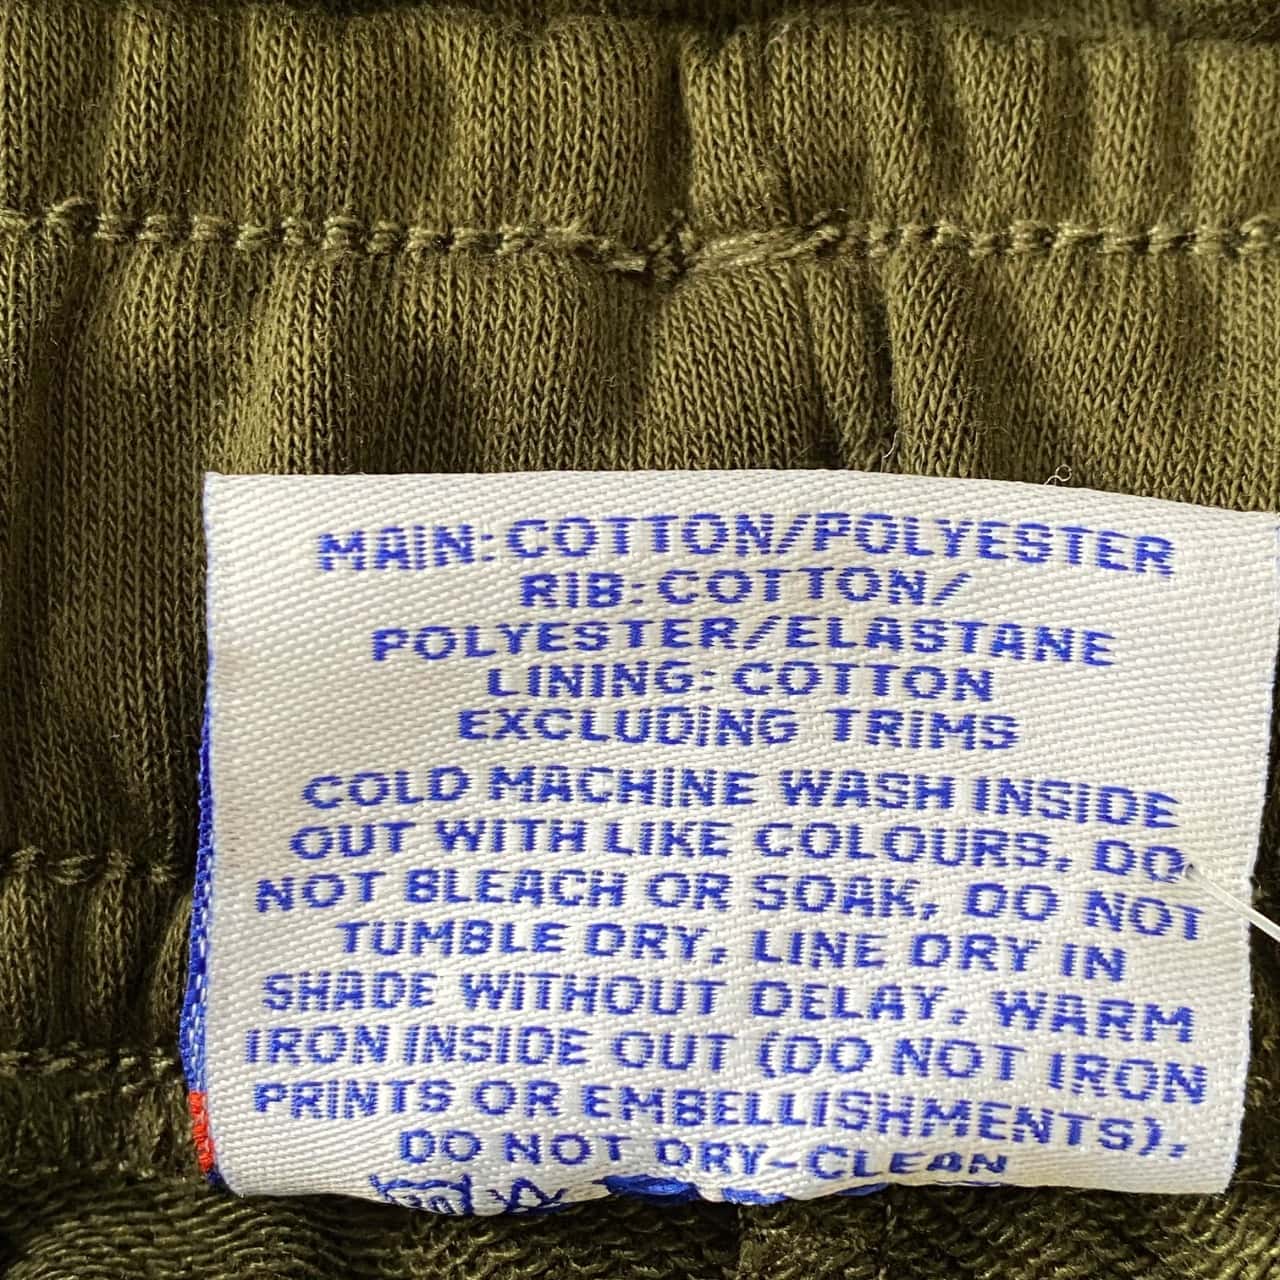 MAIN: COTTON/POLYESTER
RIB: COTTON/
POLYESTER/ELASTANE
LINING: COTTON
EXCLUDING TRIMS
COLD MACHINE WASH INSIDE
OUT WITH LIKE COLOURS, DO
NOT BLEACH OR SOAK, DO NOT
TUMBLE DRY, LINE DRY IN
SHADE WITHOUT DELAY, WARM
IRON INSIDE OUT (DO NOT IRON
PRINTS OR EMBELLISHMENTS),
DO NOT DRY-CLEAN